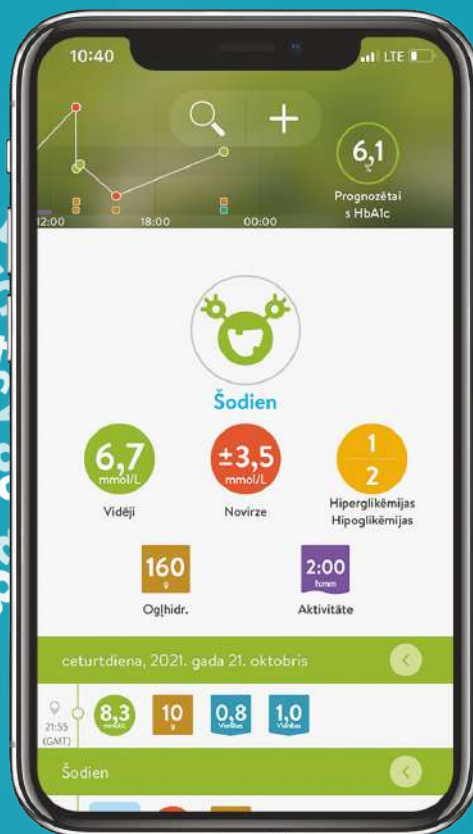 10:40
LTE
6,1
%
Prognozētai
s HbA1c
12:00 18:00 00:00
Šodien
6,7
mmol/L
Vidēji
±3,5
mmol/L
Novirze
1
2
Hiperglikēmijas
Hipoglikēmijas
160
g
Ogļhidr.
2:00
h:mm
Aktivitāte
ceturtdiena, 2021. gada 21. oktobris
21:55
(GMT)
8,3
mmol/L
10
g
0,8
Vienības
1,0
Vienības
Šodien